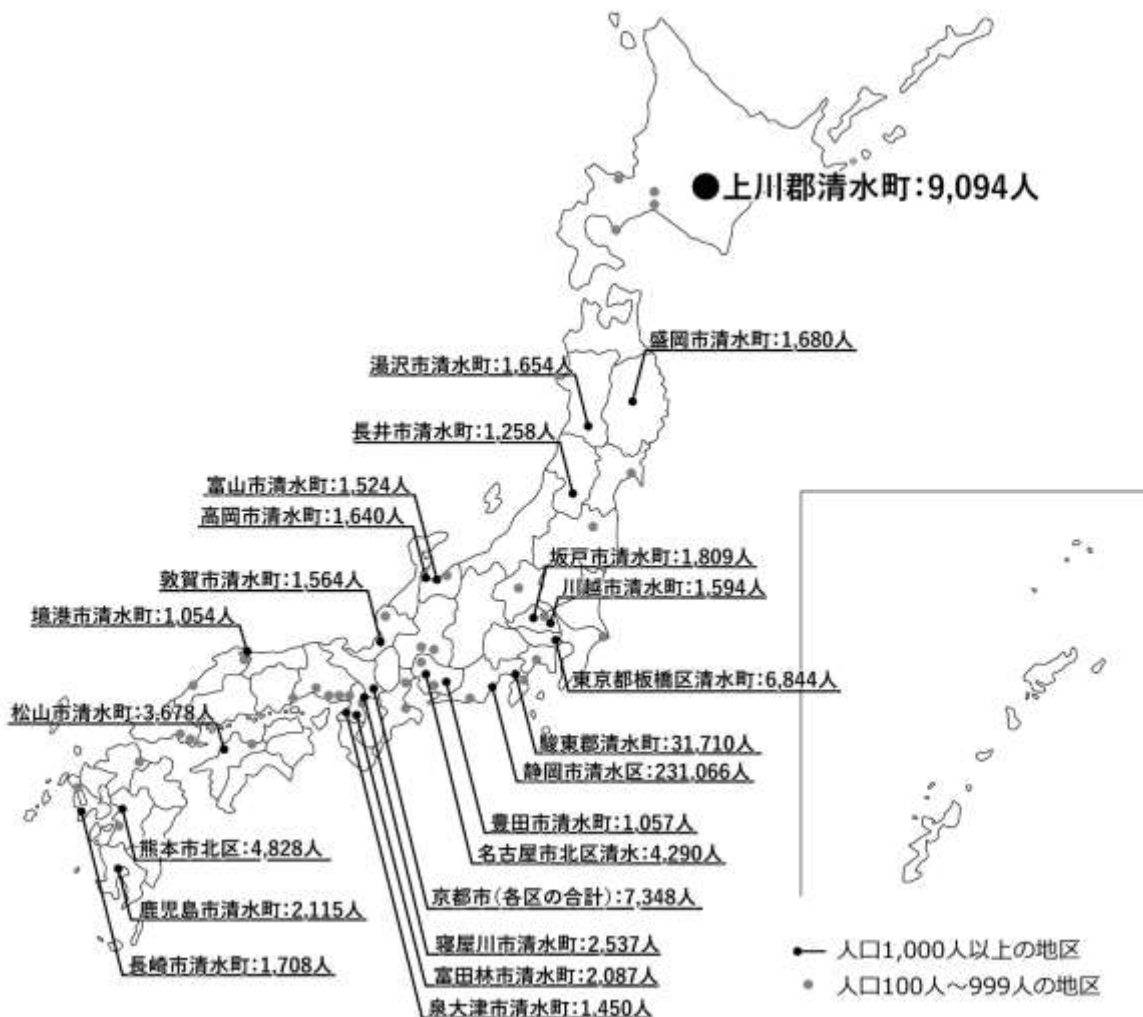 ●上川郡清水町：9,094人
盛岡市清水町：1,680人
湯沢市清水町：1,654人
長井市清水町：1,258人
富山市清水町：1,524人
高岡市清水町：1,640人
坂戸市清水町：1,809人
敦賀市清水町：1,564人
川越市清水町：1,594人
境港市清水町：1,054人
東京都板橋区清水町：6,844人
松山市清水町：3,678人
駿東郡清水町：31,710人
静岡市清水区：231,066人
豊田市清水町：1,057人
熊本市北区：4,828人
名古屋市北区清水：4,290人
京都市（各区の合計）：7,348人
鹿児島市清水町：2,115人
寝屋川市清水町：2,537人
長崎市清水町：1,708人
富田林市清水町：2,087人
泉大津市清水町：1,450人
人口1,000人以上の地区
人口100人～999人の地区